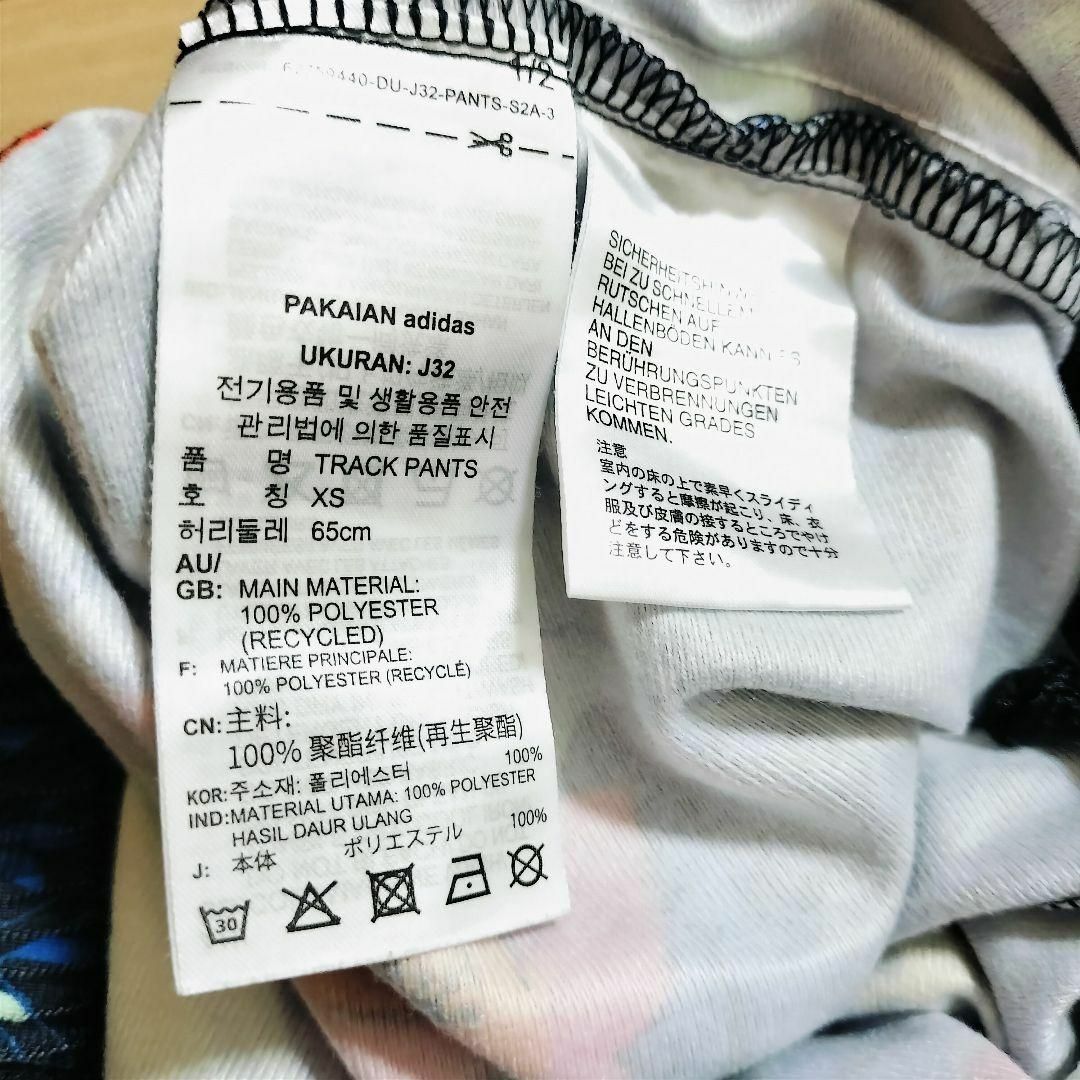 1/2
440-DU-J32-PANTS-S2A-3
PAKAIAN adidas
UKURAN: J32
전기용품 및 생활용품 안전
관리법에 의한 품질표시
품 명 TRACK PANTS
호 칭 XS
허리둘레 65cm
AU/
GB: MAIN MATERIAL:
100% POLYESTER
(RECYCLED)
F: MATIERE PRINCIPALE:
100% POLYESTER (RECYCLÉ)
CN: 主料:
100% 聚酯纤维(再生聚酯)
KOR: 주소재: 폴리에스터 100%
IND: MATERIAL UTAMA: 100% POLYESTER
HASIL DAUR ULANG
J: 本体 ポリエステル 100%
30
BEI ZU SCHNELLEM
RUTSCHEN AUF
HALLENBÖDEN KANN ES
AN DEN
BERÜHRUNGSPUNKTEN
ZU VERBRENNUNGEN
LEICHTEN GRADES
KOMMEN.
注意
室内の床の上で素早くスライディ
ングすると摩擦が起こり、床、衣
服及び皮膚の接するところでやけ
どをする危険がありますので十分
注意して下さい。